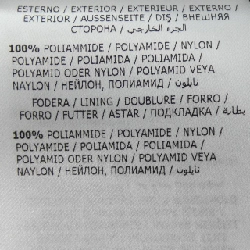 ESTERNO / EXTERIOR / EXTÉRIEUR / EXTERNO /
EXTERIOR / AUSSENSEITE / DIŞ / ВНЕШНЯЯ
СТОРОНА / الجزء الخارجي
100% POLIAMMIDE / POLYAMIDE / NYLON /
POLYAMIDE / POLIAMIDA / POLIAMIDA /
POLYAMID ODER NYLON / POLYAMID VEYA
NAYLON / НЕЙЛОН, ПОЛИАМИД / نايلون
FODERA / LINING / DOUBLURE / FORRO /
FORRO / FUTTER / ASTAR / ПОДКЛАДКА / بطانة
100% POLIAMMIDE / POLYAMIDE / NYLON /
POLYAMIDE / POLIAMIDA / POLIAMIDA /
POLYAMID ODER NYLON / POLYAMID VEYA
NAYLON / НЕЙЛОН, ПОЛИАМИД / نايلون